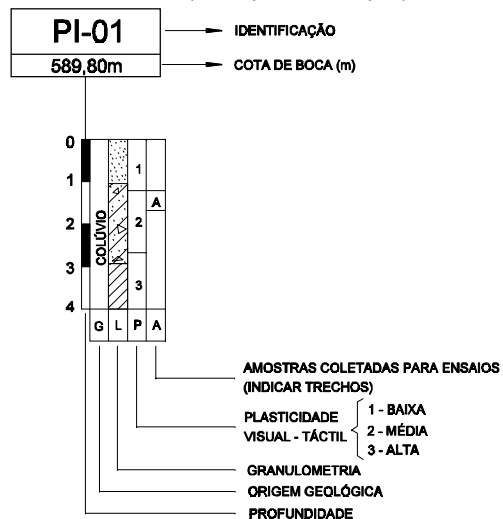 PI-01
IDENTIFICAÇÃO
589,80m
COTA DE BOCA (m)
0
1
2
3
4
COLÚVIO
1
2
3
A
G L P A
AMOSTRAS COLETADAS PARA ENSAIOS
(INDICAR TRECHOS)
PLASTICIDADE
VISUAL - TÁCTIL
1 - BAIXA
2 - MÉDIA
3 - ALTA
GRANULOMETRIA
ORIGEM GEOLÓGICA
PROFUNDIDADE